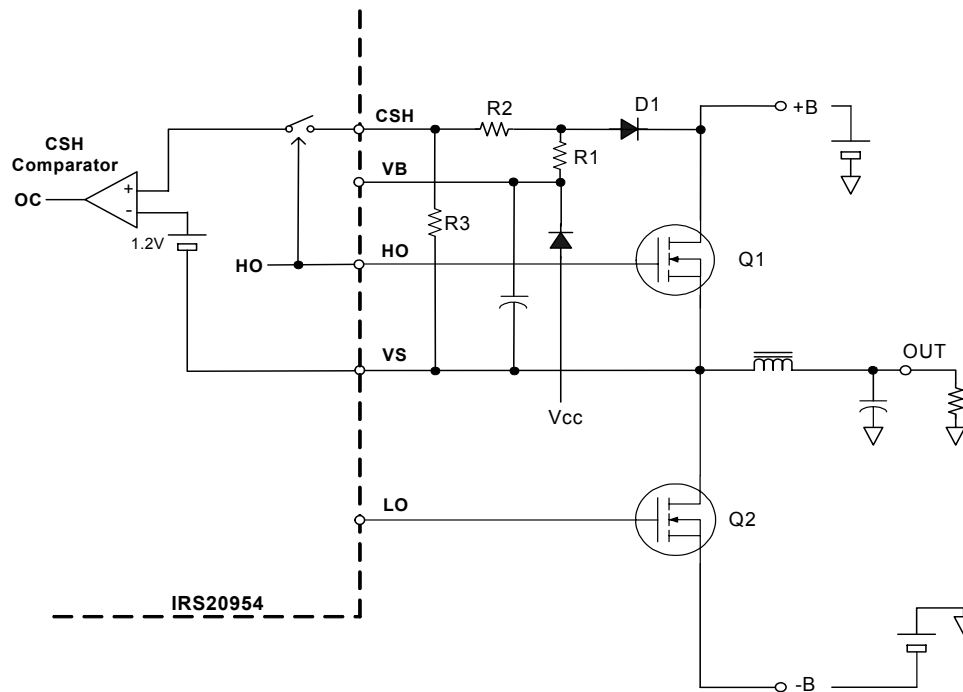 D1
R2
+B
CSH
CSH
Comparator
R1
VB
+
OC
-
R3
1.2V
HO
HO
Q1
VS
OUT
Vcc
LO
Q2
IRS20954
-B